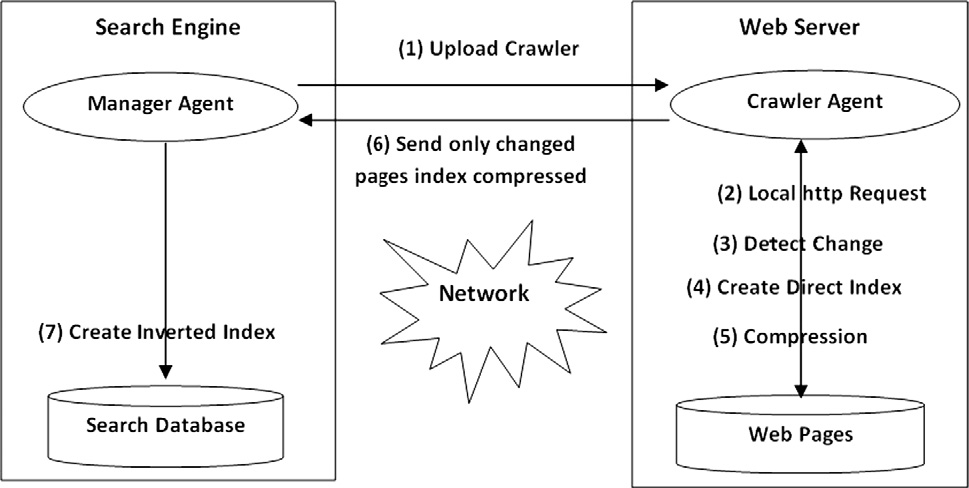 Search Engine
Web Server
(1) Upload Crawler
Manager Agent
Crawler Agent
(6) Send only changed
pages index compressed
(2) Local http Request
(3) Detect Change
(4) Create Direct Index
Network
(7) Create Inverted Index
(5) Compression
Search Database
Web Pages